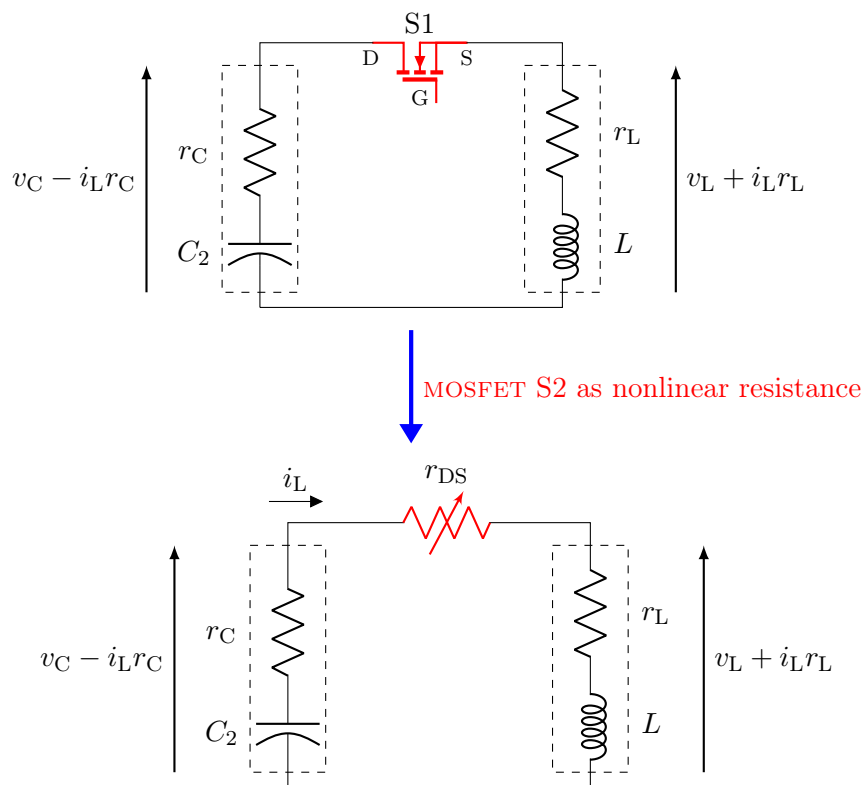 S1
D
S
G
r_C
r_L
v_C − i_L r_C
v_L + i_L r_L
C_2
L
MOSFET S2 as nonlinear resistance
r_DS
i_L
r_C
r_L
v_C − i_L r_C
v_L + i_L r_L
C_2
L